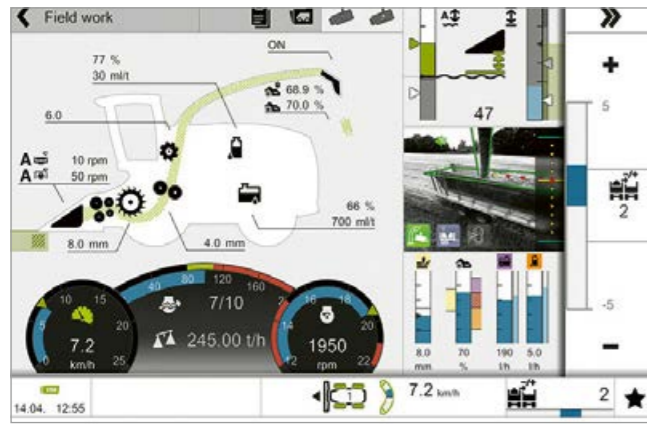 Field work
77 %
30 ml/t
ON
68.9 %
70.0 %
6.0
A 10 rpm
A 50 rpm
66 %
700 ml/t
8.0 mm
4.0 mm
A
47
+
5
2
-5
−
5
10
15
20
25
0
7.2
km/h
40
80
120
160
7/10
245.00 t/h
12
14
16
18
20
22
1950
rpm
8.0
mm
70
%
190
l/h
5.0
l/h
14.04. 12:55
1
7.2 km/h
-/+
2